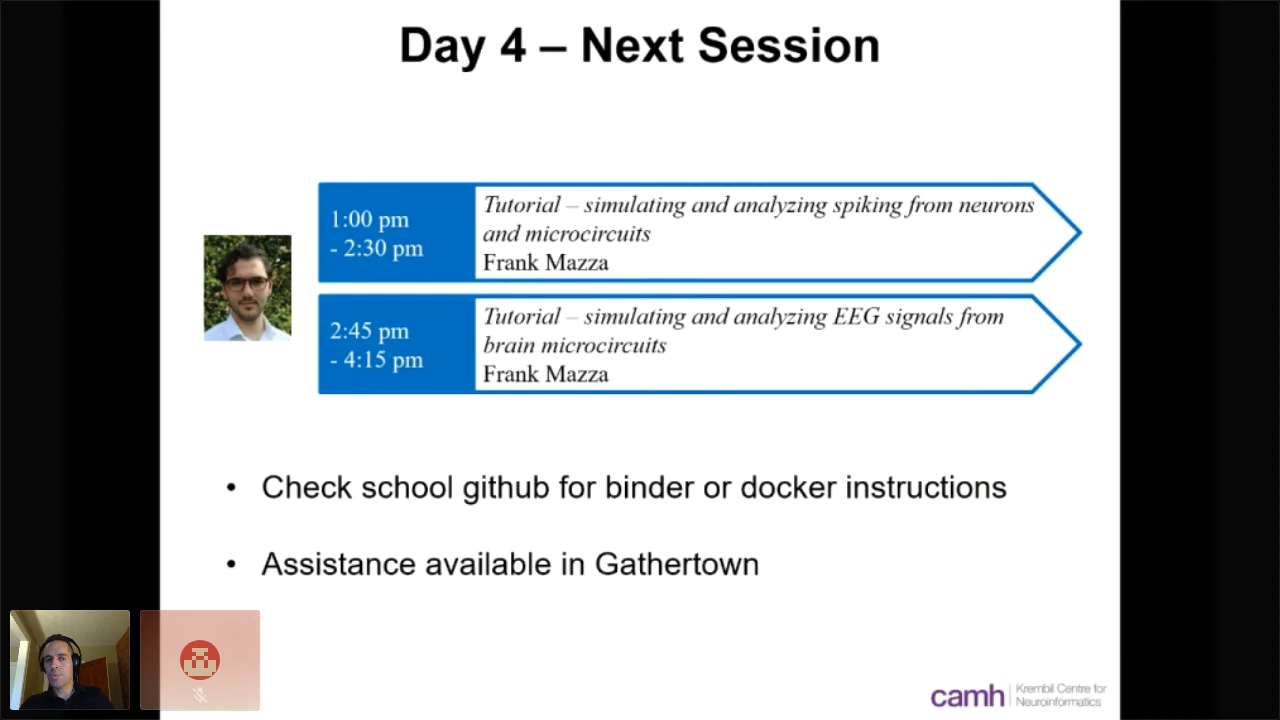 Day 4 – Next Session
1:00 pm
- 2:30 pm
Tutorial – simulating and analyzing spiking from neurons
and microcircuits
Frank Mazza
2:45 pm
- 4:15 pm
Tutorial – simulating and analyzing EEG signals from
brain microcircuits
Frank Mazza
• Check school github for binder or docker instructions
• Assistance available in Gathertown
camh
Krembil Centre for
Neuroinformatics